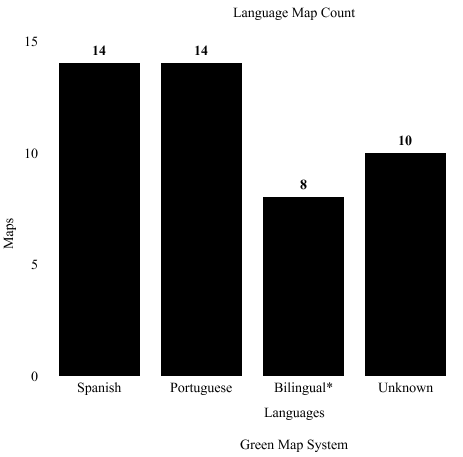 Language Map Count
15
14 14
10
10
8
Maps
5
0
Spanish Portuguese Bilingual* Unknown
Languages
Green Map System